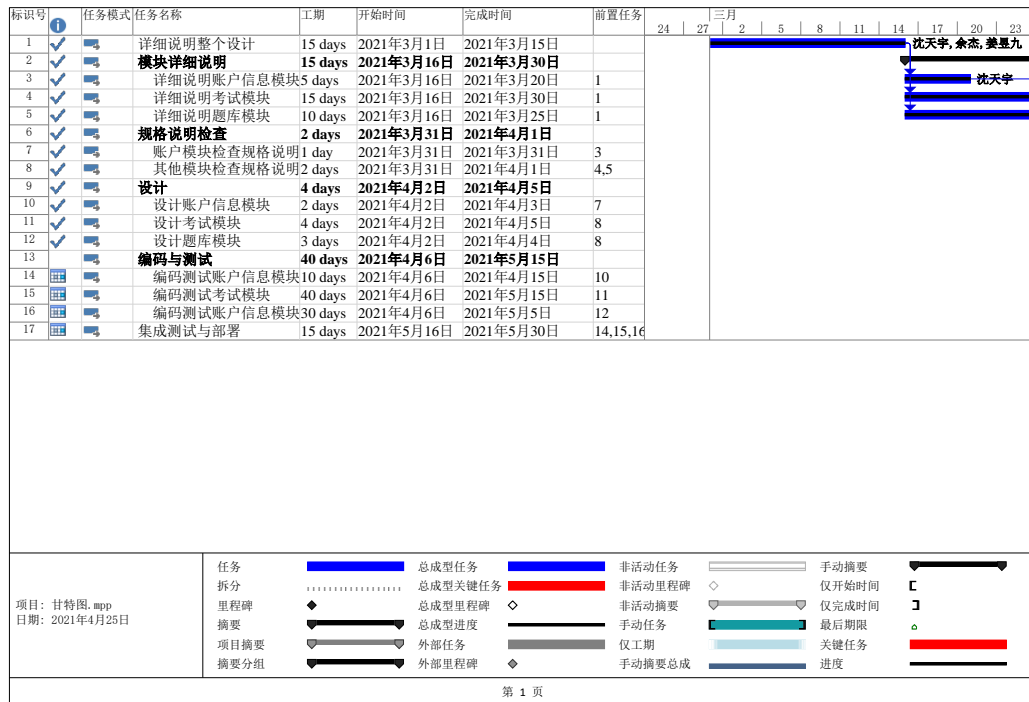 标识号 任务模式 任务名称 工期 开始时间 完成时间 前置任务 三月
24 27 2 5 8 11 14 17 20 23
1 详细说明整个设计 15 days 2021年3月1日 2021年3月15日 沈天宇,余杰,姜昱九
2 模块详细说明 15 days 2021年3月16日 2021年3月30日
3 详细说明账户信息模块 5 days 2021年3月16日 2021年3月20日 1 沈天宇
4 详细说明考试模块 15 days 2021年3月16日 2021年3月30日 1
5 详细说明题库模块 10 days 2021年3月16日 2021年3月25日 1
6 规格说明检查 2 days 2021年3月31日 2021年4月1日
7 账户模块检查规格说明 1 day 2021年3月31日 2021年3月31日 3
8 其他模块检查规格说明 2 days 2021年3月31日 2021年4月1日 4,5
9 设计 4 days 2021年4月2日 2021年4月5日
10 设计账户信息模块 2 days 2021年4月2日 2021年4月3日 7
11 设计考试模块 4 days 2021年4月2日 2021年4月5日 8
12 设计题库模块 3 days 2021年4月2日 2021年4月4日 8
13 编码与测试 40 days 2021年4月6日 2021年5月15日
14 编码测试账户信息模块 10 days 2021年4月6日 2021年4月15日 10
15 编码测试考试模块 40 days 2021年4月6日 2021年5月15日 11
16 编码测试账户信息模块 30 days 2021年4月6日 2021年5月5日 12
17 集成测试与部署 15 days 2021年5月16日 2021年5月30日 14,15,16
项目: 甘特图.mpp
日期: 2021年4月25日
任务 总成型任务 非活动任务 手动摘要
拆分 总成型关键任务 非活动里程碑 仅开始时间
里程碑 总成型里程碑 非活动摘要 仅完成时间
摘要 总成型进度 手动任务 最后期限
项目摘要 外部任务 仅工期 关键任务
摘要分组 外部里程碑 手动摘要总成 进度
第 1 页